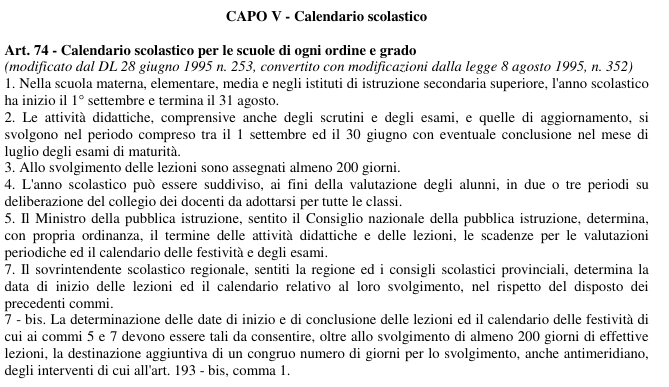 CAPO V - Calendario scolastico
Art. 74 - Calendario scolastico per le scuole di ogni ordine e grado
(modificato dal DL 28 giugno 1995 n. 253, convertito con modificazioni dalla legge 8 agosto 1995, n. 352)
1. Nella scuola materna, elementare, media e negli istituti di istruzione secondaria superiore, l'anno scolastico
ha inizio il 1° settembre e termina il 31 agosto.
2. Le attività didattiche, comprensive anche degli scrutini e degli esami, e quelle di aggiornamento, si
svolgono nel periodo compreso tra il 1 settembre ed il 30 giugno con eventuale conclusione nel mese di
luglio degli esami di maturità.
3. Allo svolgimento delle lezioni sono assegnati almeno 200 giorni.
4. L'anno scolastico può essere suddiviso, ai fini della valutazione degli alunni, in due o tre periodi su
deliberazione del collegio dei docenti da adottarsi per tutte le classi.
5. Il Ministro della pubblica istruzione, sentito il Consiglio nazionale della pubblica istruzione, determina,
con propria ordinanza, il termine delle attività didattiche e delle lezioni, le scadenze per le valutazioni
periodiche ed il calendario delle festività e degli esami.
7. Il sovrintendente scolastico regionale, sentiti la regione ed i consigli scolastici provinciali, determina la
data di inizio delle lezioni ed il calendario relativo al loro svolgimento, nel rispetto del disposto dei
precedenti commi.
7 - bis. La determinazione delle date di inizio e di conclusione delle lezioni ed il calendario delle festività di
cui ai commi 5 e 7 devono essere tali da consentire, oltre allo svolgimento di almeno 200 giorni di effettive
lezioni, la destinazione aggiuntiva di un congruo numero di giorni per lo svolgimento, anche antimeridiano,
degli interventi di cui all'art. 193 - bis, comma 1.